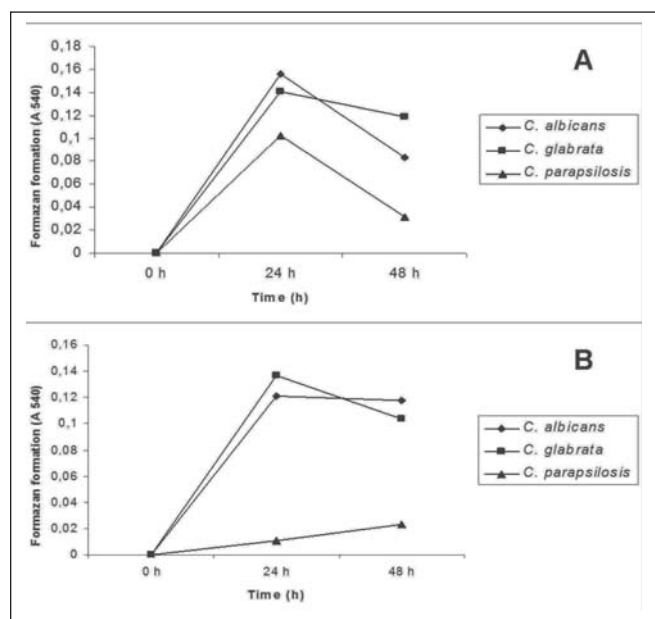 0,18
0,16
0,14
0,12
0,1
0,08
0,06
0,04
0,02
0
Formazan formation (A 540)
0 h 24 h 48 h
Time (h)
A
C. albicans
C. glabrata
C. parapsilosis
0,16
0,14
0,12
0,1
0,08
0,06
0,04
0,02
0
Formazan formation (A 540)
0 h 24 h 48 h
Time (h)
B
C. albicans
C. glabrata
C. parapsilosis